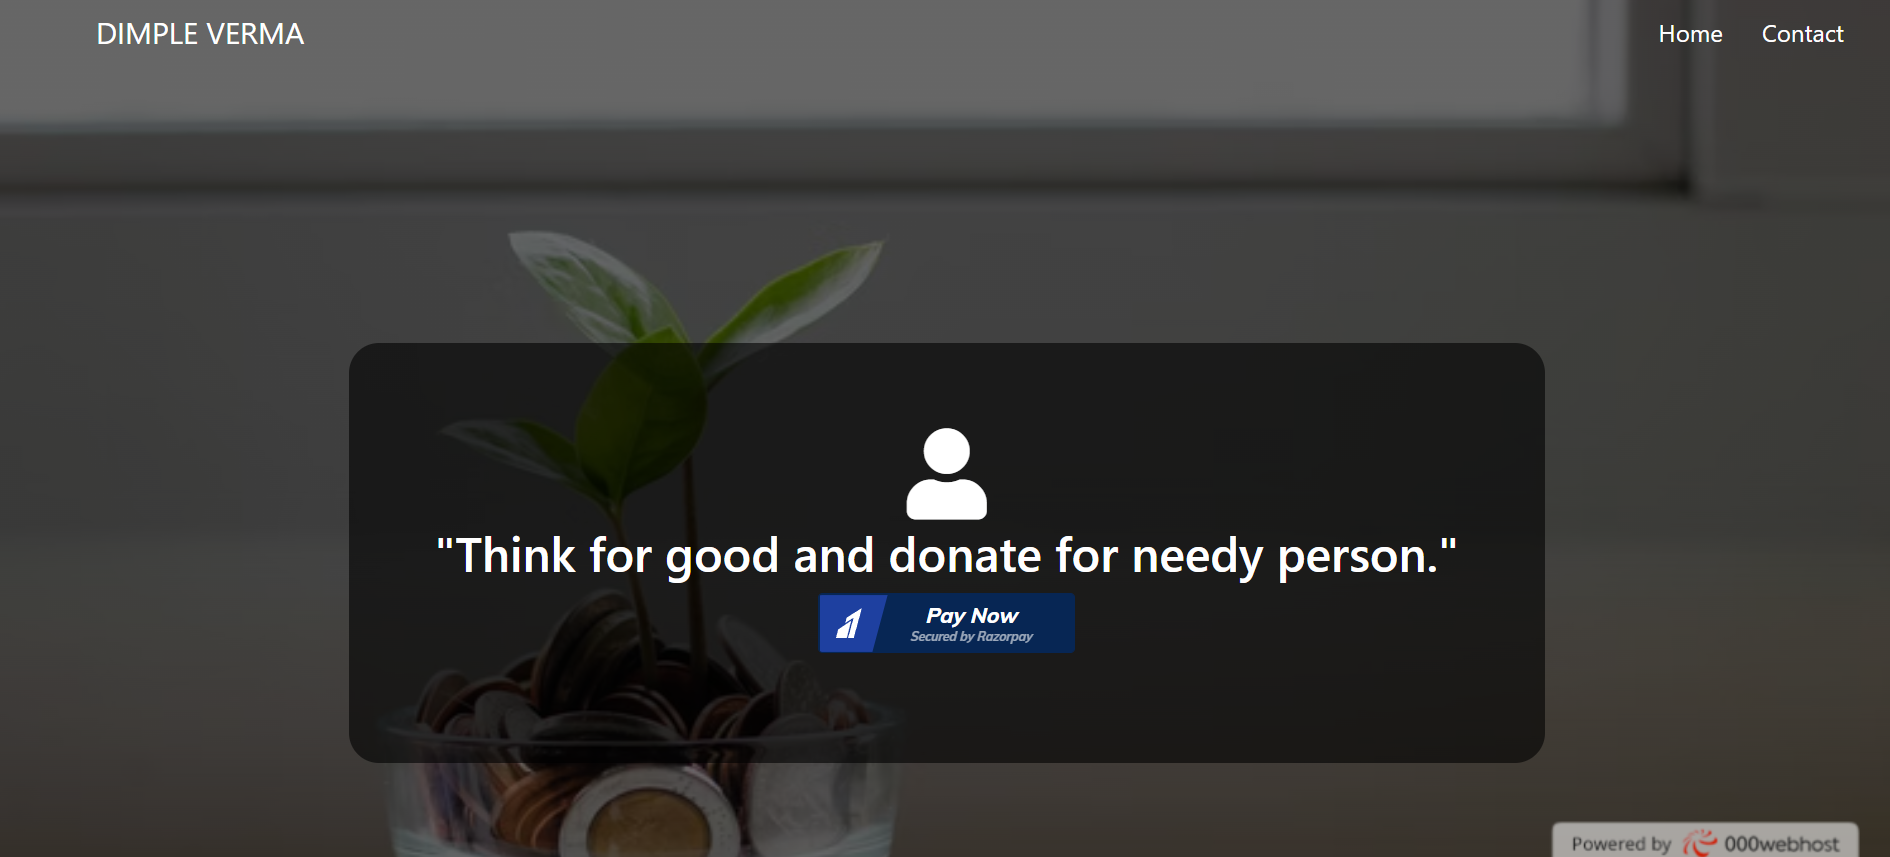 DIMPLE VERMA
Home
Contact
"Think for good and donate for needy person."
Pay Now
Secured by Razorpay
Powered by 000webhost